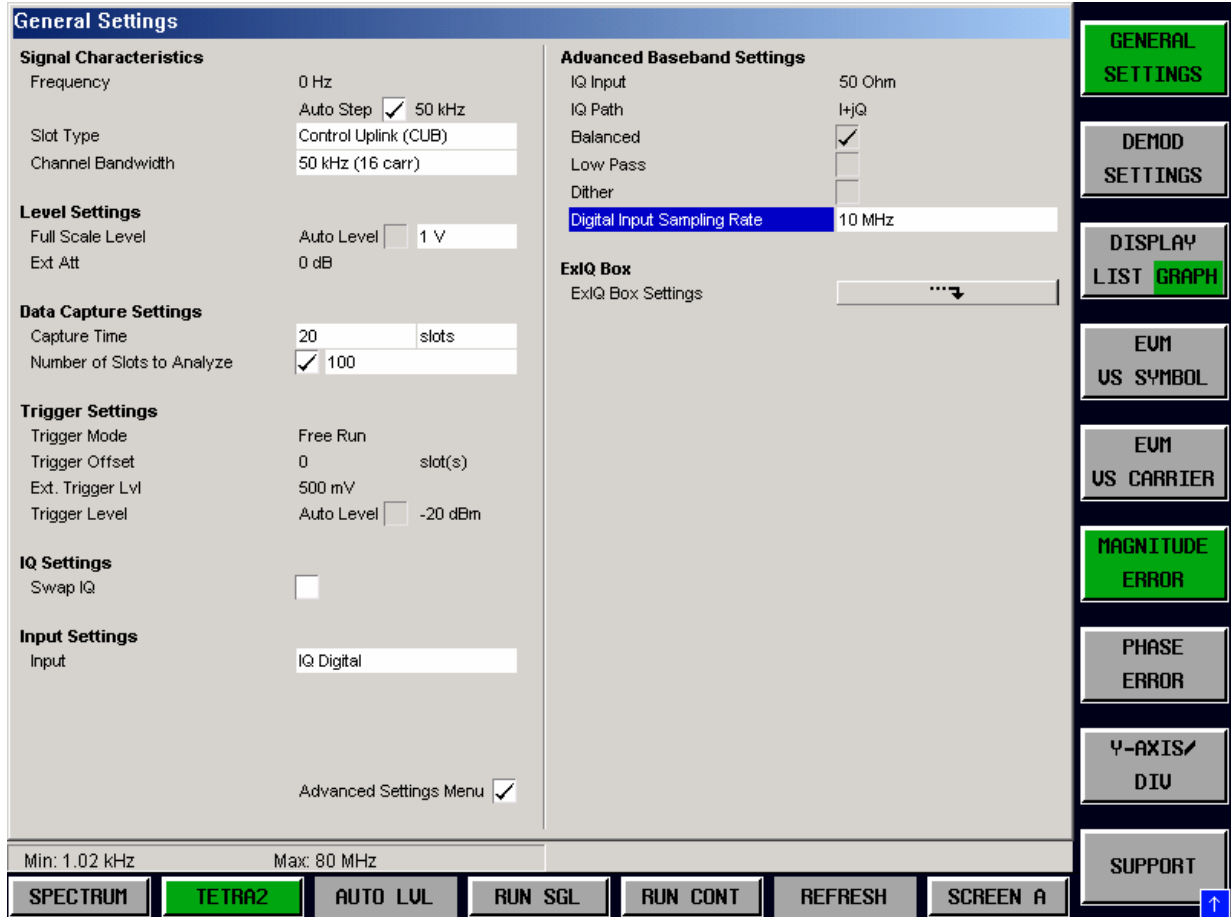 General Settings
Signal Characteristics
Frequency 0 Hz
Auto Step 50 kHz
Slot Type Control Uplink (CUB)
Channel Bandwidth 50 kHz (16 carr)
Level Settings
Full Scale Level Auto Level 1 V
Ext Att 0 dB
Data Capture Settings
Capture Time 20 slots
Number of Slots to Analyze 100
Trigger Settings
Trigger Mode Free Run
Trigger Offset 0 slot(s)
Ext. Trigger Lvl 500 mV
Trigger Level Auto Level -20 dBm
IQ Settings
Swap IQ
Input Settings
Input IQ Digital
Advanced Settings Menu
Advanced Baseband Settings
IQ Input 50 Ohm
IQ Path I+jQ
Balanced
Low Pass
Dither
Digital Input Sampling Rate 10 MHz
ExIQ Box
ExIQ Box Settings
Min: 1.02 kHz Max: 80 MHz
GENERAL
SETTINGS
DEMOD
SETTINGS
DISPLAY
LIST GRAPH
EVM
VS SYMBOL
EVM
VS CARRIER
MAGNITUDE
ERROR
PHASE
ERROR
Y-AXIS/
DIV
SUPPORT
SPECTRUM TETRA2 AUTO LVL RUN SGL RUN CONT REFRESH SCREEN A